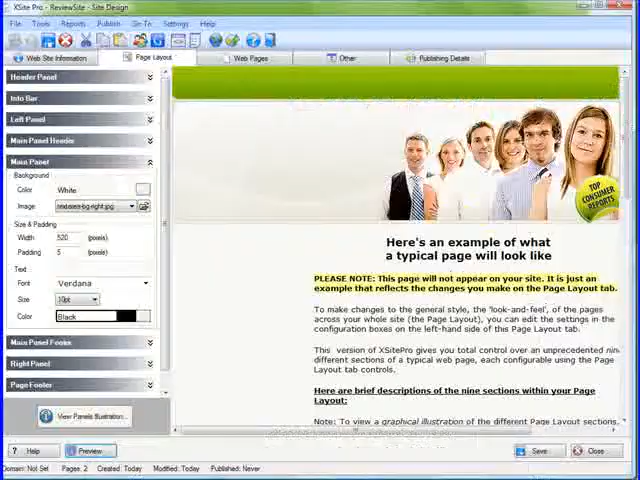 XSite Pro - ReviewSite - Site Design
File Tools Reports Publish Go To Settings Help
Web Site Information Page Layout Web Pages Other Publishing Details
Header Panel
Info Bar
Left Panel
Main Panel Header
Main Panel
Background
Color White
Image
Size & Padding
Width 520 (pixels)
Padding 5 (pixels)
Text
Font Verdana
Size 10pt
Color Black
Main Panel Footer
Right Panel
Page Footer
View Panels Illustration...
TOP
CONSUMER
REPORTS
Here's an example of what
a typical page will look like
PLEASE NOTE: This page will not appear on your site. It is just an
example that reflects the changes you make on the Page Layout tab.
To make changes to the general style, the 'look-and-feel', of the pages
across your whole site (the Page Layout), you can edit the settings in the
configuration boxes on the left-hand side of this Page Layout tab.
This version of XSitePro gives you total control over an unprecedented nin
different sections of a typical web page, each configurable using the Page
Layout tab controls.
Here are brief descriptions of the nine sections within your Page
Layout:
Note: To view a graphical illustration of the different Page Layout sections,
? Help Preview Save Close
Domain: Not Set Pages: 2 Created: Today Modified: Today Published: Never